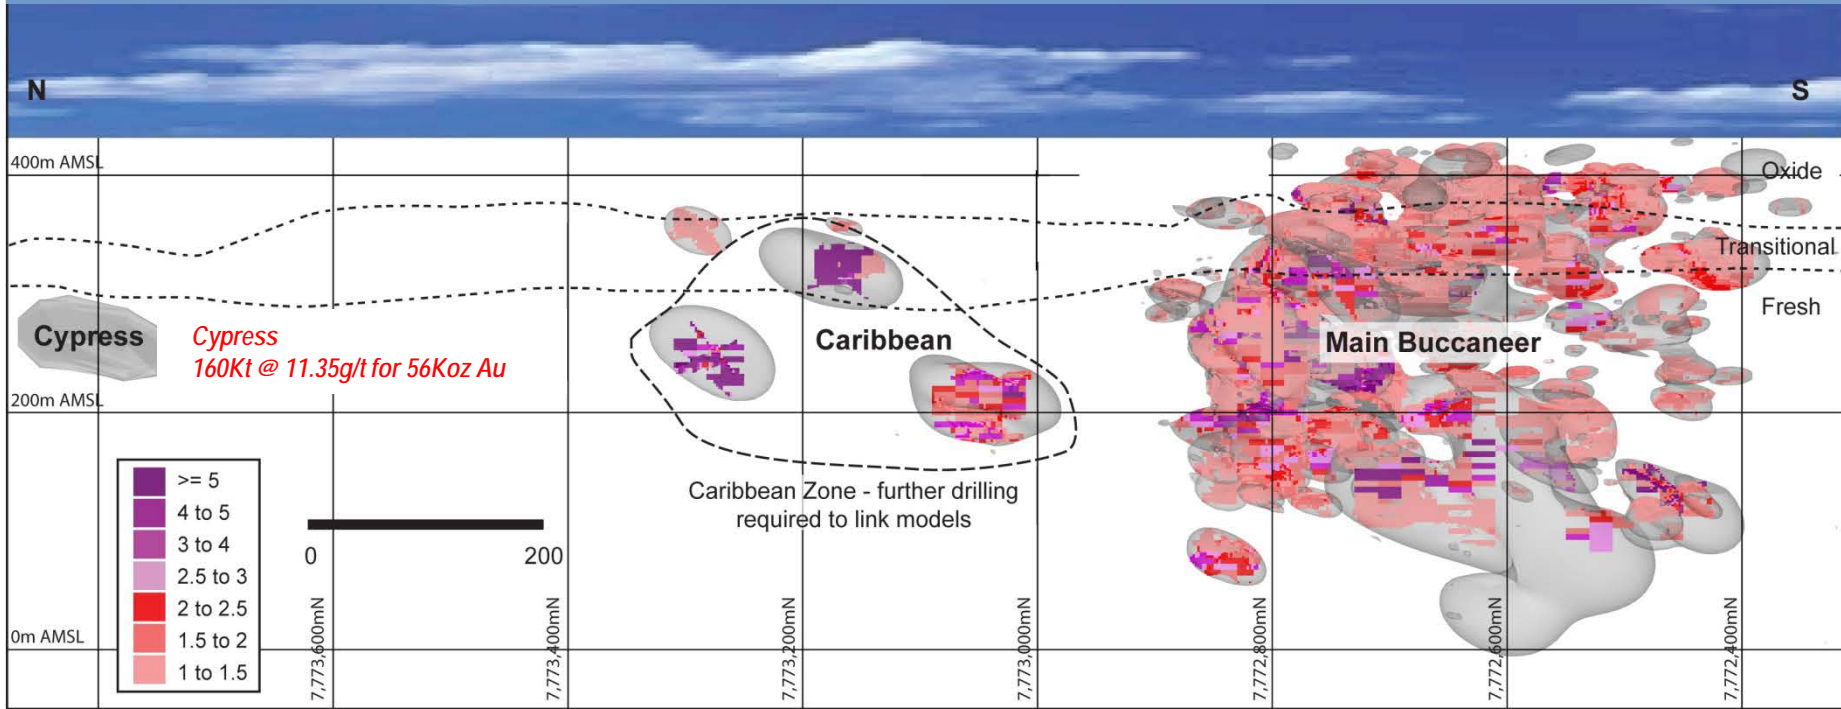 N
S
400m AMSL
Oxide
Transitional
Fresh
Cypress
Cypress
160Kt @ 11.35g/t for 56Koz Au
Caribbean
Main Buccaneer
200m AMSL
Caribbean Zone - further drilling
required to link models
>= 5
4 to 5
3 to 4
2.5 to 3
2 to 2.5
1.5 to 2
1 to 1.5
0
200
0m AMSL
7,773,600mN
7,773,400mN
7,773,200mN
7,773,000mN
7,772,800mN
7,772,600mN
7,772,400mN